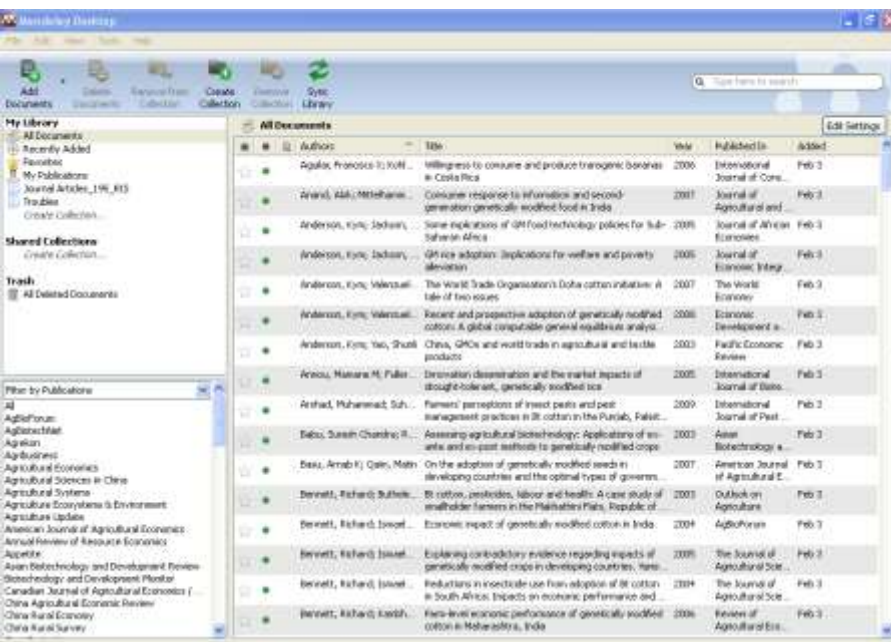 Mendeley Desktop
File Edit View Tools Help
Add Documents
Delete Documents
Remove from Collection
Create Collection
Remove Collection
Sync Library
Type here to search
My Library
All Documents
Recently Added
Favorites
My Publications
Journal Articles_195_RIS
Troubles
Create Collection...
Shared Collections
Create Collection...
Trash
All Deleted Documents
Filter by Publications
All
AgBioForum
AgBiotechNet
Agrekon
Agribusiness
Agricultural Economics
Agricultural Sciences in China
Agricultural Systems
Agriculture Ecosystems & Environment
Agriculture Update
American Journal of Agricultural Economics
Annual Review of Resource Economics
Appetite
Asian Biotechnology and Development Review
Biotechnology and Development Monitor
Canadian Journal of Agricultural Economics / ...
China Agricultural Economic Review
China Rural Economy
China Rural Survey
All Documents
Edit Settings
Authors Title Year Published In Added
Willingness to consume and produce transgenic bananas 2006 International Feb 3
in Costa Rica Journal of Cons...
Consumer response to information and second- 2007 Journal of Feb 3
generation genetically modified food in India Agricultural and ...
Anderson, Kym; Jackson, ... Some implications of GM food technology policies for Sub- 2005 Journal of African Feb 3
Saharan Africa Economies
Anderson, Kym; Jackson, ... GM rice adoption: Implications for welfare and poverty 2005 Journal of Feb 3
alleviation Economic Integr...
Anderson, Kym; Valenzuel... The World Trade Organisation's Doha cotton initiative: A 2007 The World Feb 3
tale of two issues Economy
Anderson, Kym; Valenzuel... Recent and prospective adoption of genetically modified 2008 Economic Feb 3
cotton: A global computable general equilibrium analysi... Development a...
Anderson, Kym; Yao, Shunli China, GMOs and world trade in agricultural and textile 2003 Pacific Economic Feb 3
products Review
Innovation dissemination and the market impacts of 2005 International Feb 3
drought-tolerant, genetically modified rice Journal of Biote...
Arshad, Muhammad; Suh... Farmers' perceptions of insect pests and pest 2009 International Feb 3
management practices in Bt cotton in the Punjab, Pakist... Journal of Pest ...
Babu, Suresh Chandra; R... Assessing agricultural biotechnology: Applications of ex- 2003 Asian Feb 3
ante and ex-post methods to genetically modified crops Biotechnology a...
Basu, Arnab K; Qaim, Matin On the adoption of genetically modified seeds in 2007 American Journal Feb 3
developing countries and the optimal types of governm... of Agricultural E...
Bennett, Richard; Buthele... Bt cotton, pesticides, labour and health: A case study of 2003 Outlook on Feb 3
smallholder farmers in the Makhathini Flats, Republic of ... Agriculture
Bennett, Richard; Ismael... Economic impact of genetically modified cotton in India 2004 AgBioForum Feb 3
Bennett, Richard; Ismael... Explaining contradictory evidence regarding impacts of 2005 The Journal of Feb 3
genetically modified crops in developing countries. Varie... Agricultural Scie...
Bennett, Richard; Ismael... Reductions in insecticide use from adoption of Bt cotton 2004 The Journal of Feb 3
in South Africa: Impacts on economic performance and... Agricultural Scie...
Bennett, Richard; Kambh... Farm-level economic performance of genetically modified 2006 Review of Feb 3
cotton in Maharashtra, India Agricultural Eco...